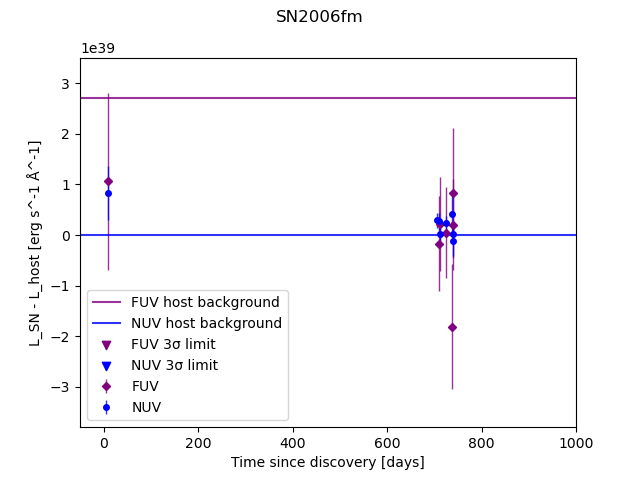 SN2006fm
1e39
3
2
1
0
−1
−2
−3
L_SN - L_host [erg s^-1 Å^-1]
FUV host background
NUV host background
FUV 3σ limit
NUV 3σ limit
FUV
NUV
0 200 400 600 800 1000
Time since discovery [days]